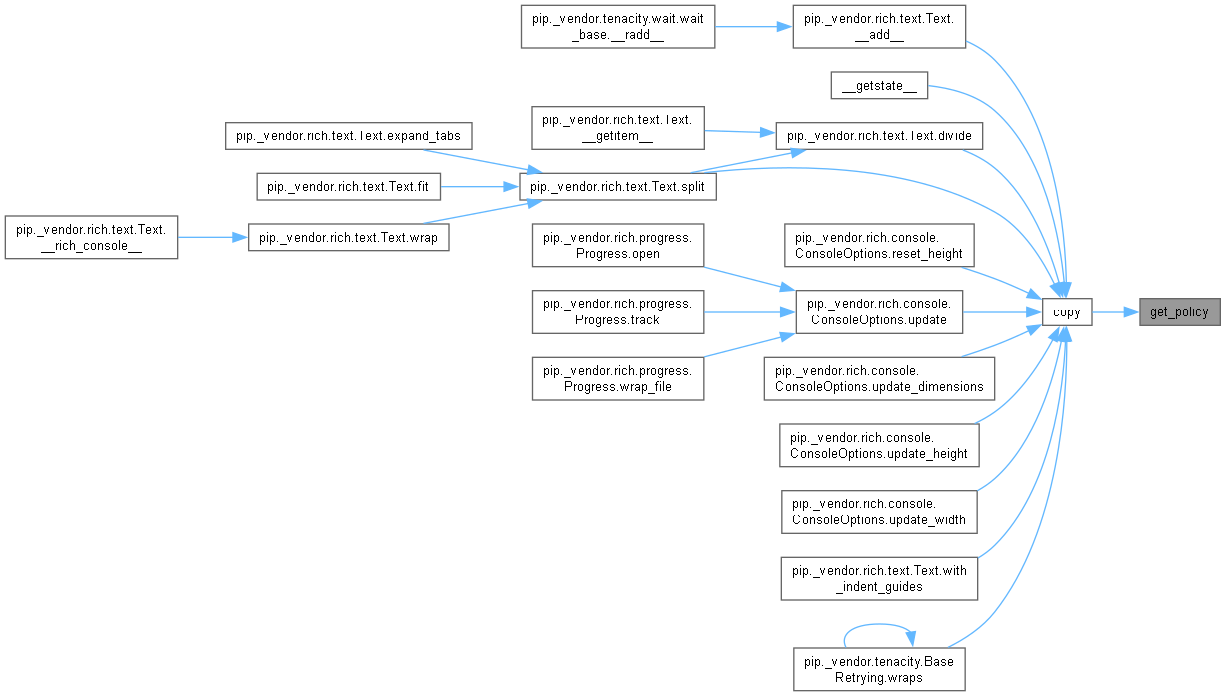 pip._vendor.tenacity.wait.wait
_base.__radd__
pip._vendor.rich.text.Text.
__add__
__getstate__
pip._vendor.rich.text.Text.
__getitem__
pip._vendor.rich.text.Text.divide
pip._vendor.rich.text.Text.expand_tabs
pip._vendor.rich.text.Text.fit
pip._vendor.rich.text.Text.split
pip._vendor.rich.text.Text.
__rich_console__
pip._vendor.rich.text.Text.wrap
pip._vendor.rich.progress.
Progress.open
pip._vendor.rich.console.
ConsoleOptions.reset_height
pip._vendor.rich.progress.
Progress.track
pip._vendor.rich.console.
ConsoleOptions.update
copy
get_policy
pip._vendor.rich.progress.
Progress.wrap_file
pip._vendor.rich.console.
ConsoleOptions.update_dimensions
pip._vendor.rich.console.
ConsoleOptions.update_height
pip._vendor.rich.console.
ConsoleOptions.update_width
pip._vendor.rich.text.Text.with
_indent_guides
pip._vendor.tenacity.Base
Retrying.wraps